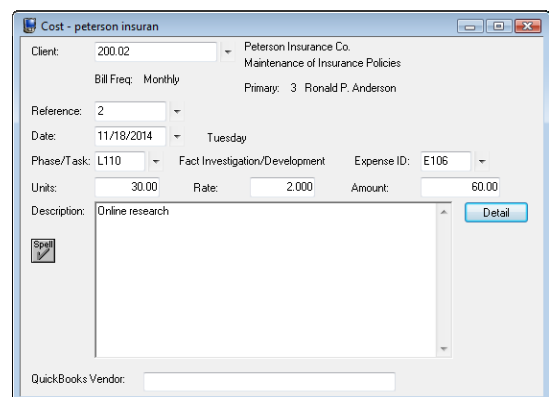 Cost - peterson insuran
Client: 200.02 Peterson Insurance Co.
Maintenance of Insurance Policies
Bill Freq: Monthly Primary: 3 Ronald P. Anderson
Reference: 2
Date: 11/18/2014 Tuesday
Phase/Task: L110 Fact Investigation/Development Expense ID: E106
Units: 30.00 Rate: 2.000 Amount: 60.00
Description: Online research Detail
Spell
QuickBooks Vendor: